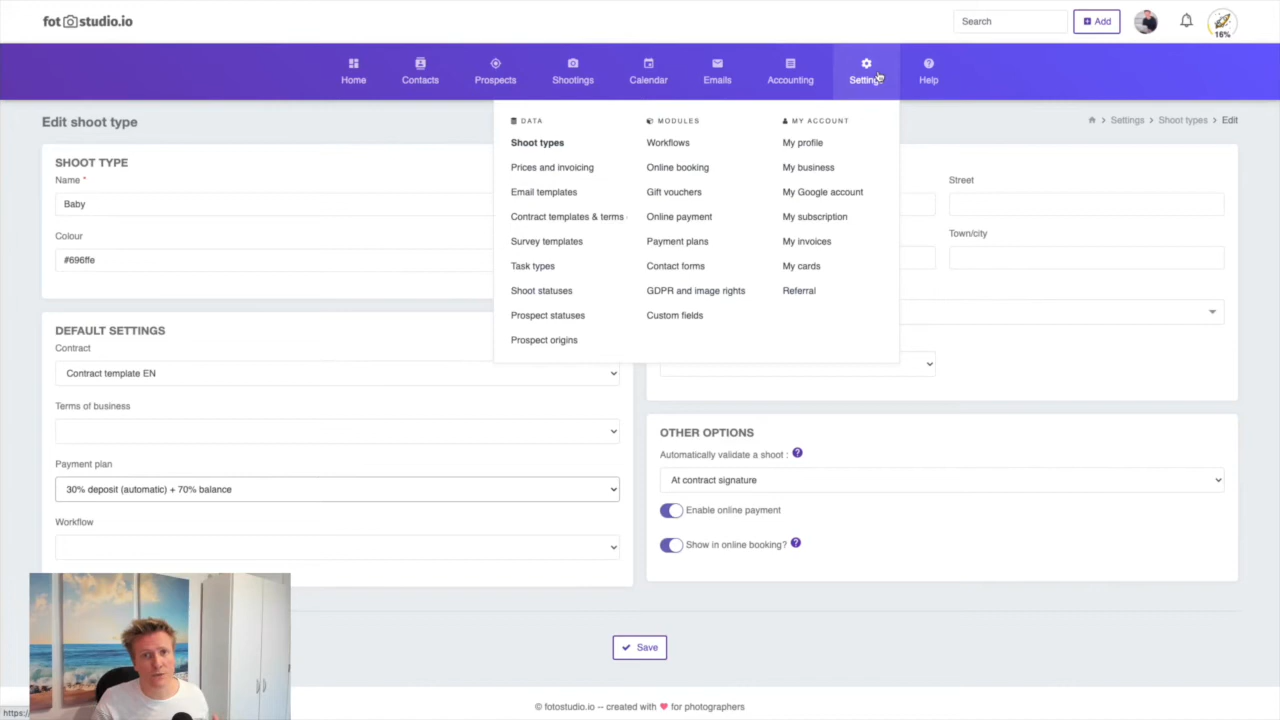 fotostudio.io
Search
Add
16%
Home
Contacts
Prospects
Shootings
Calendar
Emails
Accounting
Settings
Help
Edit shoot type
Settings > Shoot types > Edit
DATA
Shoot types
Prices and invoicing
Email templates
Contract templates & terms
Survey templates
Task types
Shoot statuses
Prospect statuses
Prospect origins
MODULES
Workflows
Online booking
Gift vouchers
Online payment
Payment plans
Contact forms
GDPR and image rights
Custom fields
MY ACCOUNT
My profile
My business
My Google account
My subscription
My invoices
My cards
Referral
SHOOT TYPE
Name *
Baby
Colour
#696ffe
Street
Town/city
DEFAULT SETTINGS
Contract
Contract template EN
Terms of business
Payment plan
30% deposit (automatic) + 70% balance
Workflow
OTHER OPTIONS
Automatically validate a shoot : ?
At contract signature
Enable online payment
Show in online booking? ?
Save
© fotostudio.io -- created with ❤ for photographers
https://